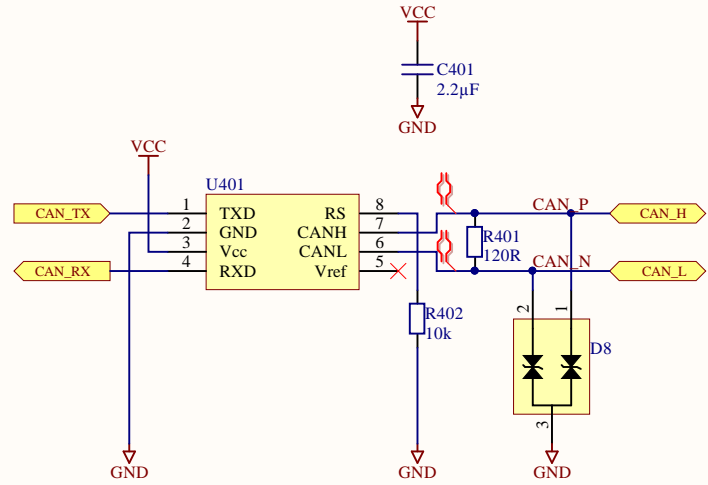 VCC
C401
2.2µF
GND
VCC
U401
CAN_TX 1 TXD RS 8 CAN_P CAN_H
2 GND CANH 7 R401
3 Vcc CANL 6 120R
CAN_RX 4 RXD Vref 5 CAN_N CAN_L
R402
10k
2 1
D8
3
GND GND GND